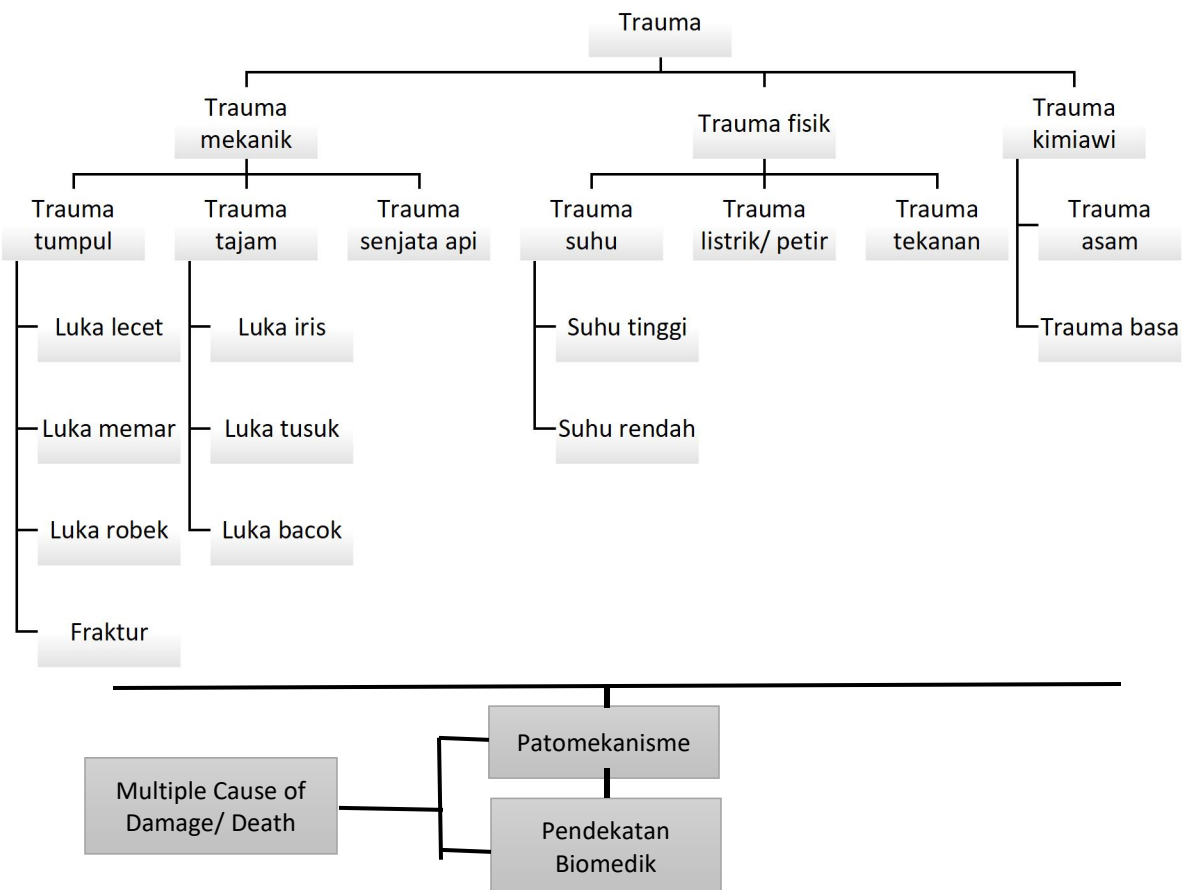 Trauma
Trauma
mekanik
Trauma fisik
Trauma
kimiawi
Trauma
tumpul
Trauma
tajam
Trauma
senjata api
Trauma
suhu
Trauma
listrik/ petir
Trauma
tekanan
Trauma
asam
Luka lecet
Luka iris
Suhu tinggi
Trauma basa
Luka memar
Luka tusuk
Suhu rendah
Luka robek
Luka bacok
Fraktur
Patomekanisme
Multiple Cause of
Damage/ Death
Pendekatan
Biomedik